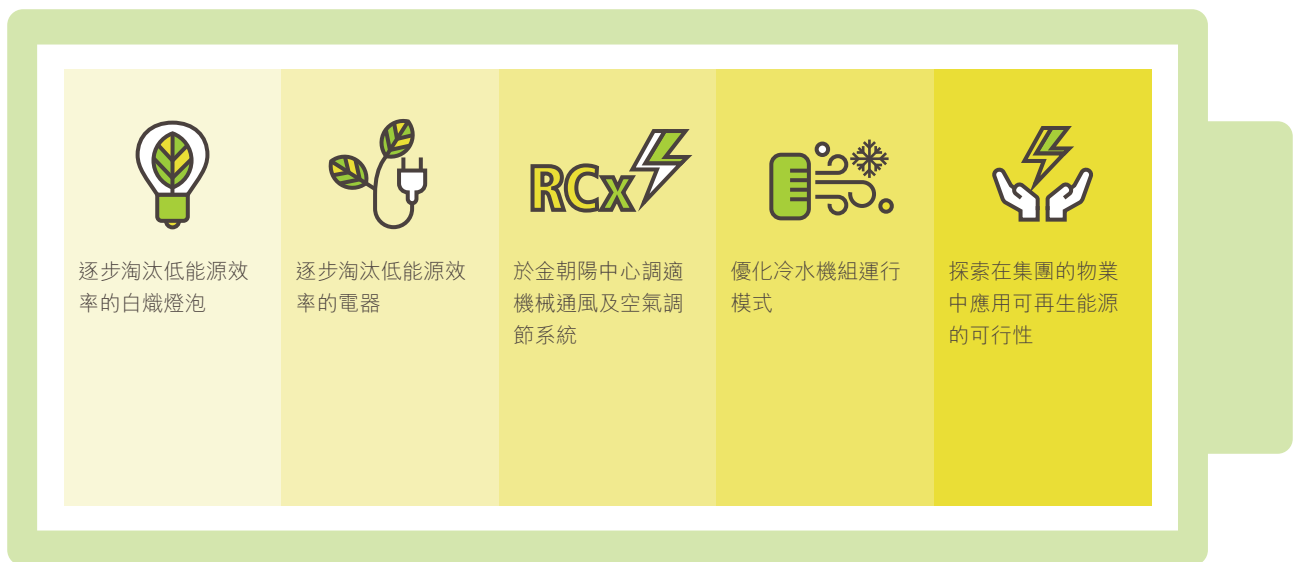 RCx
逐步淘汰低能源效
率的白熾燈泡
逐步淘汰低能源效
率的電器
於金朝陽中心調適
機械通風及空氣調
節系統
優化冷水機組運行
模式
探索在集團的物業
中應用可再生能源
的可行性